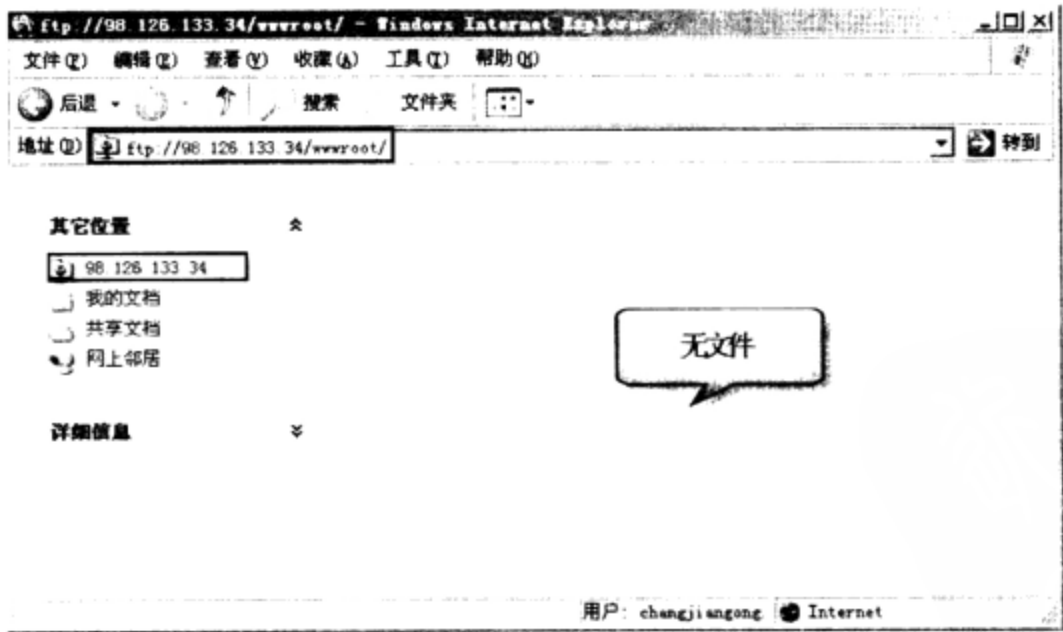 ftp://98.126.133.34/wwwroot/ - Windows Internet Explorer
文件(F) 编辑(E) 查看(V) 收藏(A) 工具(T) 帮助(H)
后退 搜索 文件夹
地址(D) ftp://98 126 133 34/wwwroot/ 转到
其它位置
98 126 133 34
我的文档
共享文档
网上邻居
无文件
详细信息
用户: changjiangong Internet